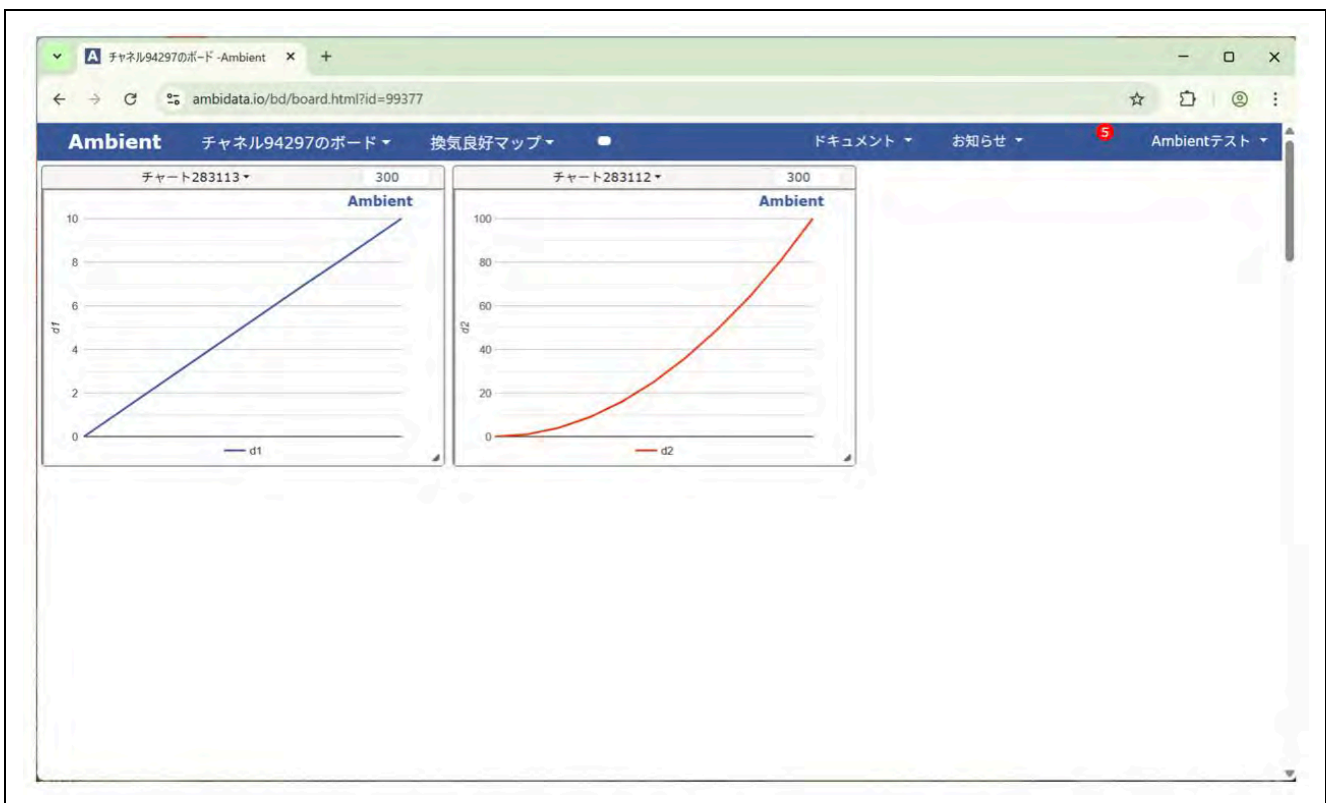 A チャネル94297のボード -Ambient × +
ambidata.io/bd/board.html?id=99377
Ambient チャネル94297のボード 換気良好マップ ドキュメント お知らせ 5 Ambientテスト
チャート283113 300 チャート283112 300
Ambient
10
8
6
4
2
0
d1
d1
Ambient
100
80
60
40
20
0
d2
d2